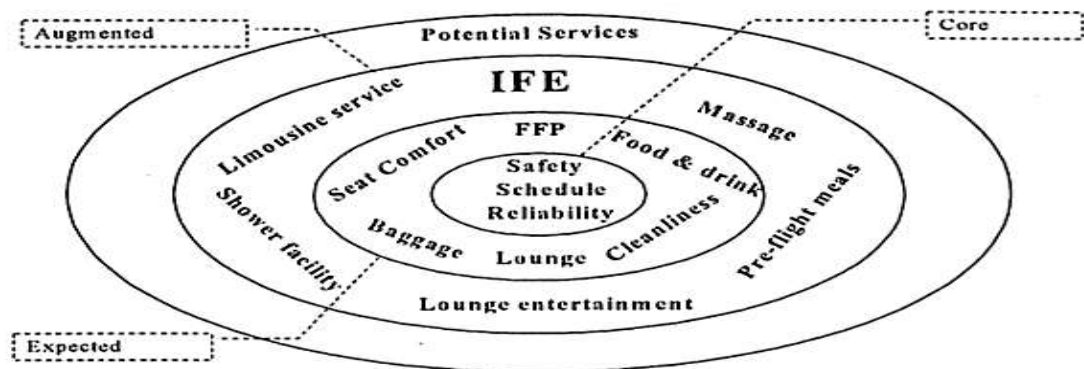 Augmented
Core
Potential Services
IFE
Limousine service
Massage
Seat Comfort
FFP
Food & drink
Safety
Schedule
Reliability
Shower facility
Baggage
Lounge
Cleanliness
Pre-flight meals
Lounge entertainment
Expected